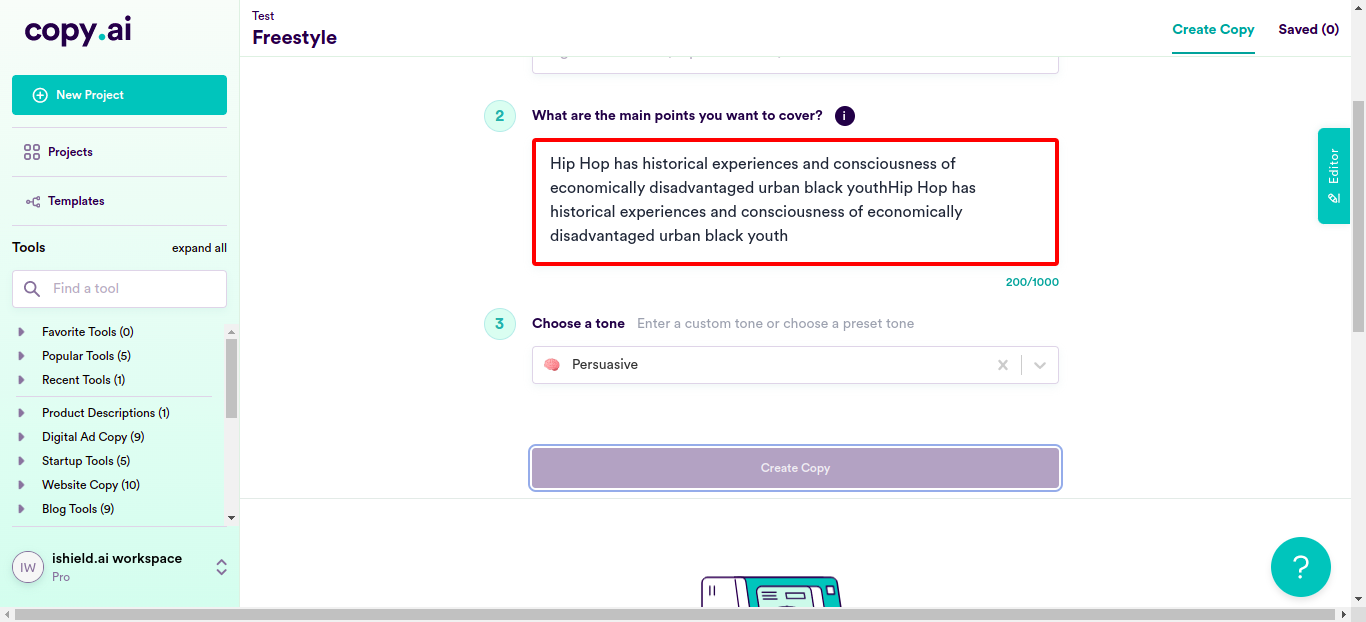 copy.ai
New Project
Projects
Templates
Tools
expand all
Find a tool
Favorite Tools (0)
Popular Tools (5)
Recent Tools (1)
Product Descriptions (1)
Digital Ad Copy (9)
Startup Tools (5)
Website Copy (10)
Blog Tools (9)
IW
ishield.ai workspace
Pro
Test
Freestyle
Create Copy
Saved (0)
2
What are the main points you want to cover?
i
Hip Hop has historical experiences and consciousness of
economically disadvantaged urban black youthHip Hop has
historical experiences and consciousness of economically
disadvantaged urban black youth
200/1000
3
Choose a tone
Enter a custom tone or choose a preset tone
Persuasive
Create Copy
Editor
?